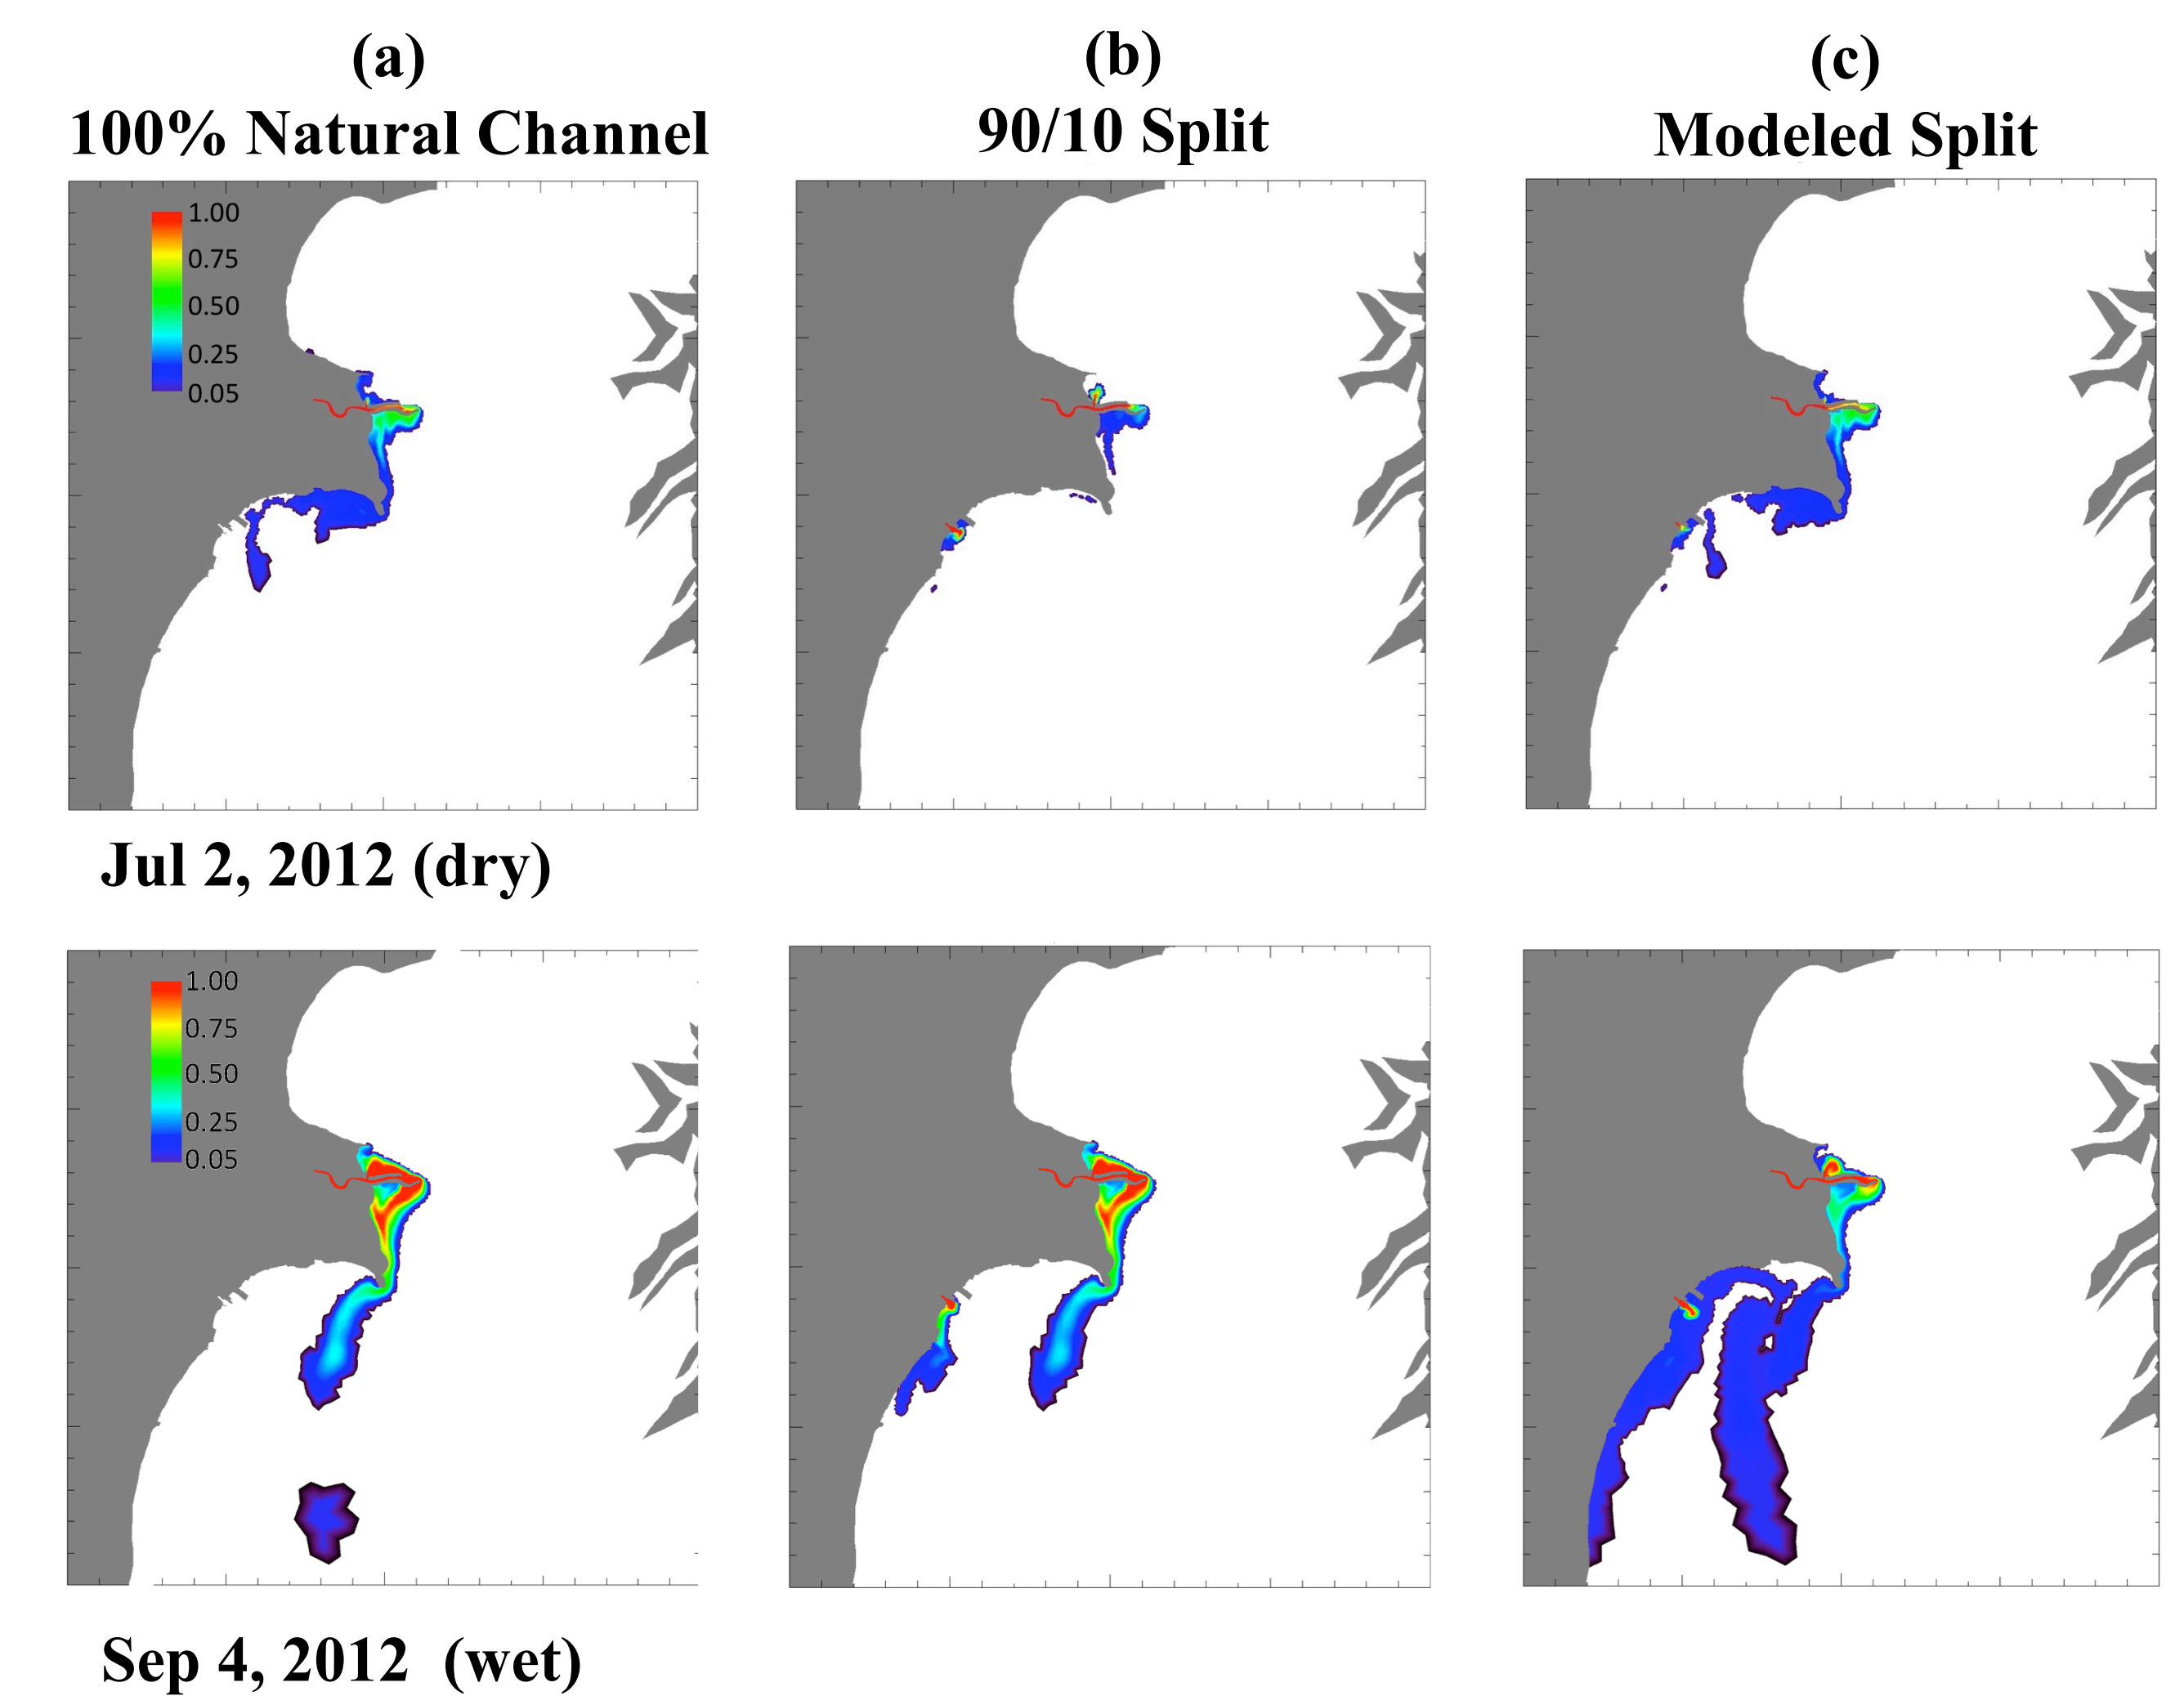 (a)
100% Natural Channel
(b)
90/10 Split
(c)
Modeled Split
1.00
0.75
0.50
0.25
0.05
Jul 2, 2012 (dry)
1.00
0.75
0.50
0.25
0.05
Sep 4, 2012 (wet)